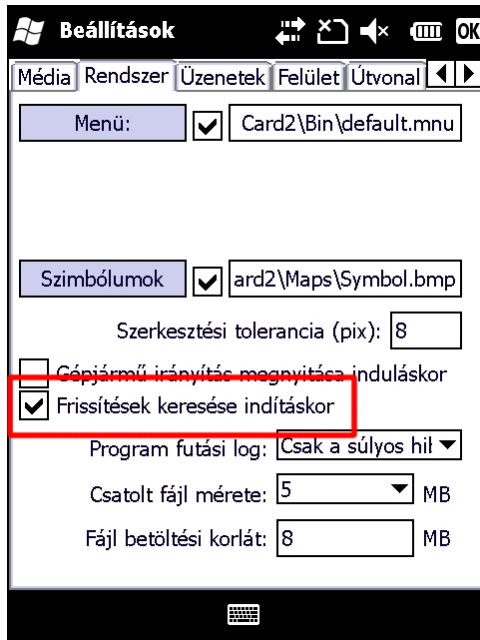 Beállítások OK
Média Rendszer Üzenetek Felület Útvonal
Menü: Card2\Bin\default.mnu
Szimbólumok ard2\Maps\Symbol.bmp
Szerkesztési tolerancia (pix): 8
Gépjármű irányítás megnyitása induláskor
Frissítések keresése indításkor
Program futási log: Csak a súlyos hil
Csatolt fájl mérete: 5 MB
Fájl betöltési korlát: 8 MB